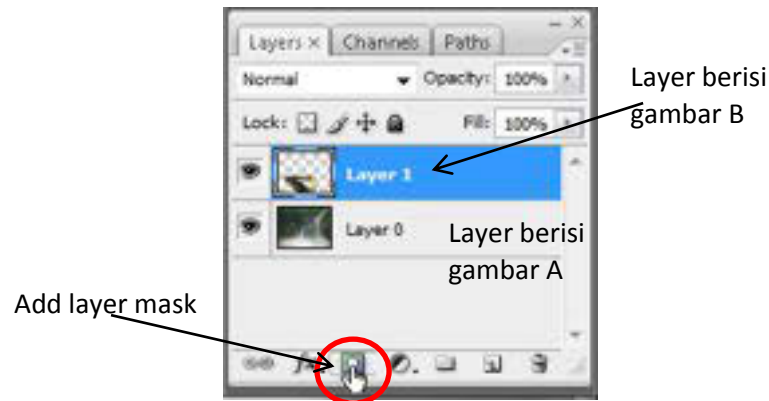 Layers × Channels Paths
Normal Opacity: 100%
Lock: Fill: 100%
Layer berisi
gambar B
Layer 1
Layer 0
Layer berisi
gambar A
Add layer mask
fx